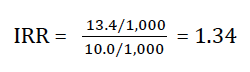 IRR = 13.4/1,000 / 10.0/1,000 = 1.34